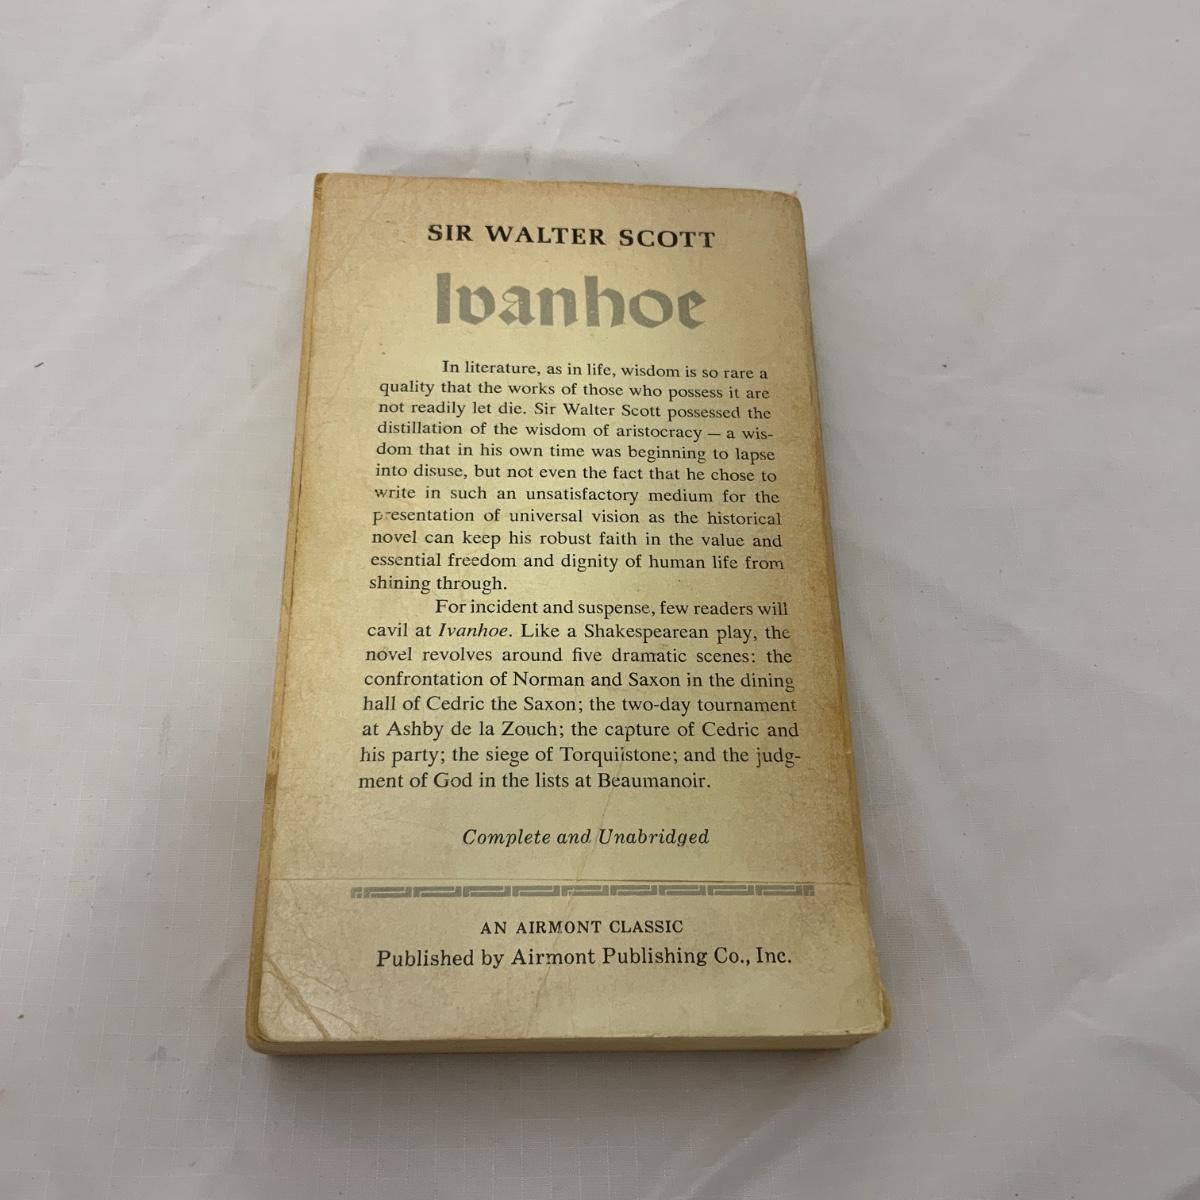 SIR WALTER SCOTT
Ivanhoe
In literature, as in life, wisdom is so rare a
quality that the works of those who possess it are
not readily let die. Sir Walter Scott possessed the
distillation of the wisdom of aristocracy — a wis-
dom that in his own time was beginning to lapse
into disuse, but not even the fact that he chose to
write in such an unsatisfactory medium for the
presentation of universal vision as the historical
novel can keep his robust faith in the value and
essential freedom and dignity of human life from
shining through.
For incident and suspense, few readers will
cavil at Ivanhoe. Like a Shakespearean play, the
novel revolves around five dramatic scenes: the
confrontation of Norman and Saxon in the dining
hall of Cedric the Saxon; the two-day tournament
at Ashby de la Zouch; the capture of Cedric and
his party; the siege of Torquilstone; and the judg-
ment of God in the lists at Beaumanoir.
Complete and Unabridged
AN AIRMONT CLASSIC
Published by Airmont Publishing Co., Inc.